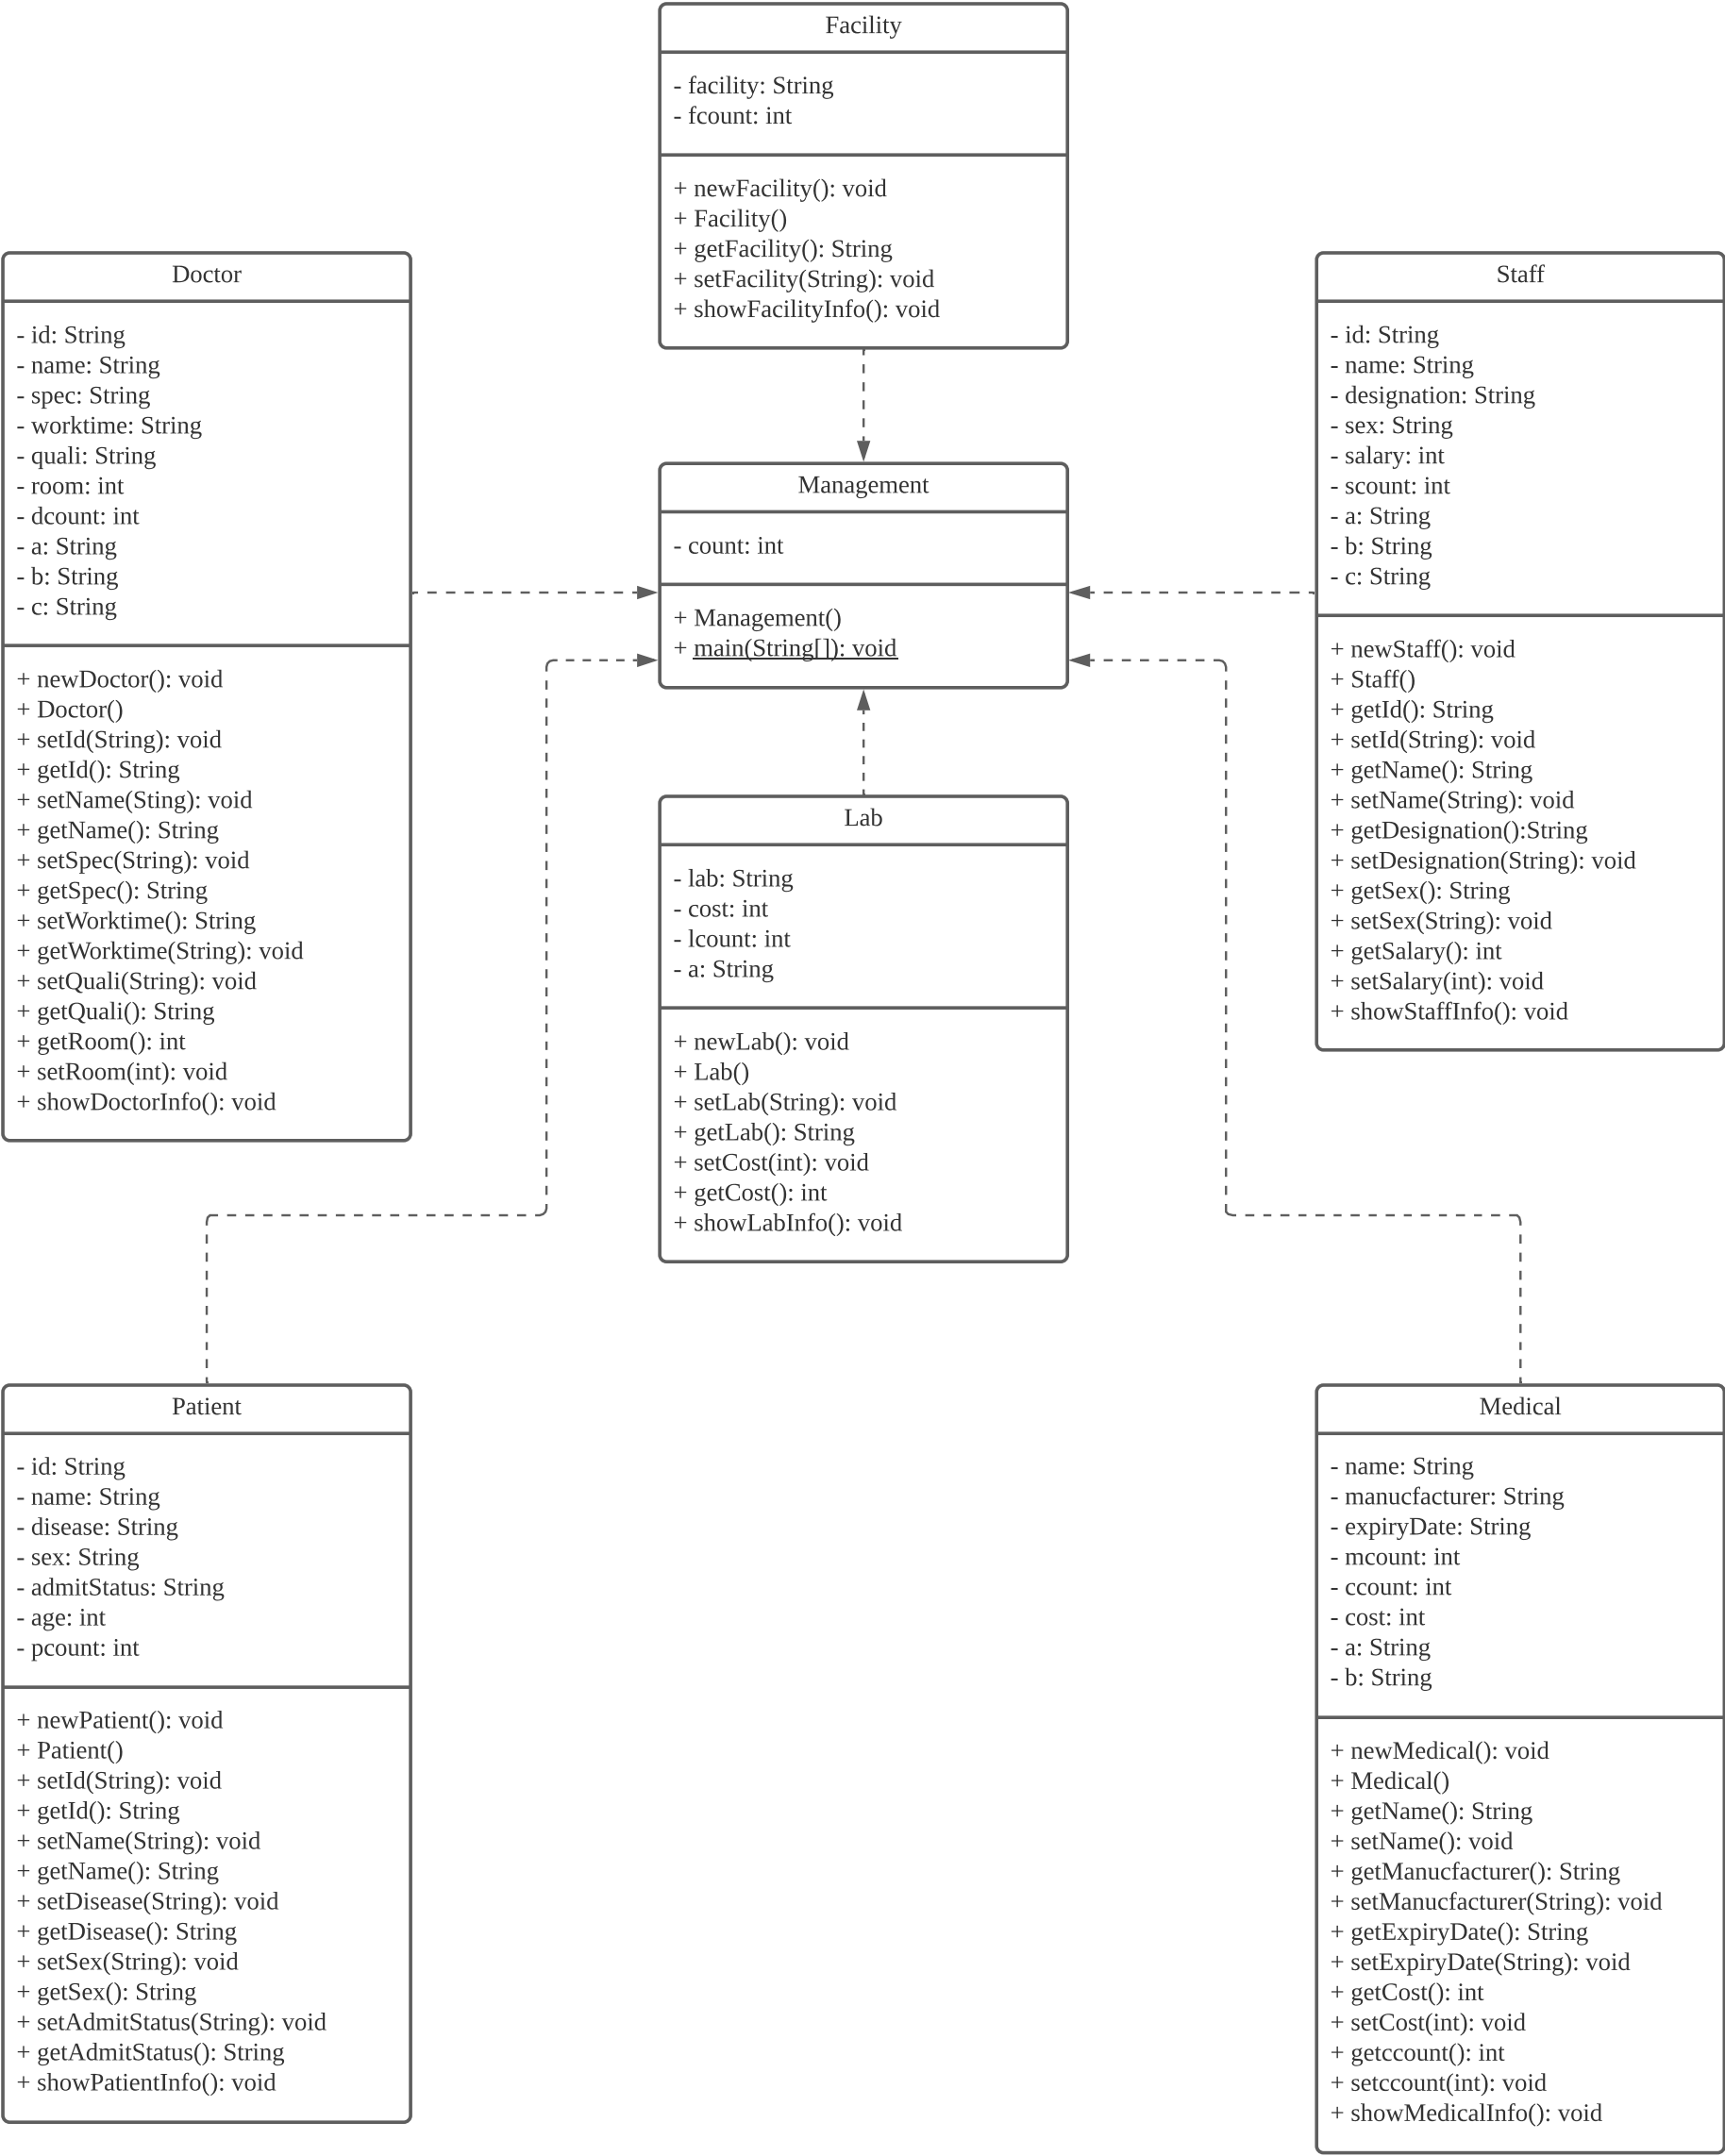 Facility
- facility: String
- fcount: int
+ newFacility(): void
+ Facility()
+ getFacility(): String
+ setFacility(String): void
+ showFacilityInfo(): void
Doctor
- id: String
- name: String
- spec: String
- worktime: String
- quali: String
- room: int
- dcount: int
- a: String
- b: String
- c: String
+ newDoctor(): void
+ Doctor()
+ setId(String): void
+ getId(): String
+ setName(Sting): void
+ getName(): String
+ setSpec(String): void
+ getSpec(): String
+ setWorktime(): String
+ getWorktime(String): void
+ setQuali(String): void
+ getQuali(): String
+ getRoom(): int
+ setRoom(int): void
+ showDoctorInfo(): void
Management
- count: int
+ Management()
+ main(String[]): void
Staff
- id: String
- name: String
- designation: String
- sex: String
- salary: int
- scount: int
- a: String
- b: String
- c: String
+ newStaff(): void
+ Staff()
+ getId(): String
+ setId(String): void
+ getName(): String
+ setName(String): void
+ getDesignation():String
+ setDesignation(String): void
+ getSex(): String
+ setSex(String): void
+ getSalary(): int
+ setSalary(int): void
+ showStaffInfo(): void
Lab
- lab: String
- cost: int
- lcount: int
- a: String
+ newLab(): void
+ Lab()
+ setLab(String): void
+ getLab(): String
+ setCost(int): void
+ getCost(): int
+ showLabInfo(): void
Patient
- id: String
- name: String
- disease: String
- sex: String
- admitStatus: String
- age: int
- pcount: int
+ newPatient(): void
+ Patient()
+ setId(String): void
+ getId(): String
+ setName(String): void
+ getName(): String
+ setDisease(String): void
+ getDisease(): String
+ setSex(String): void
+ getSex(): String
+ setAdmitStatus(String): void
+ getAdmitStatus(): String
+ showPatientInfo(): void
Medical
- name: String
- manucfacturer: String
- expiryDate: String
- mcount: int
- ccount: int
- cost: int
- a: String
- b: String
+ newMedical(): void
+ Medical()
+ getName(): String
+ setName(): void
+ getManucfacturer(): String
+ setManucfacturer(String): void
+ getExpiryDate(): String
+ setExpiryDate(String): void
+ getCost(): int
+ setCost(int): void
+ getccount(): int
+ setccount(int): void
+ showMedicalInfo(): void